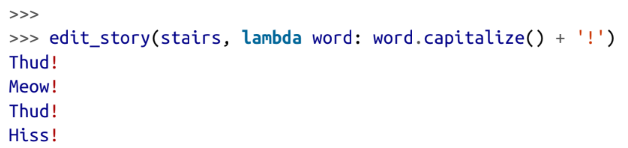 >>>
>>> edit_story(stairs, lambda word: word.capitalize() + '!')
Thud!
Meow!
Thud!
Hiss!